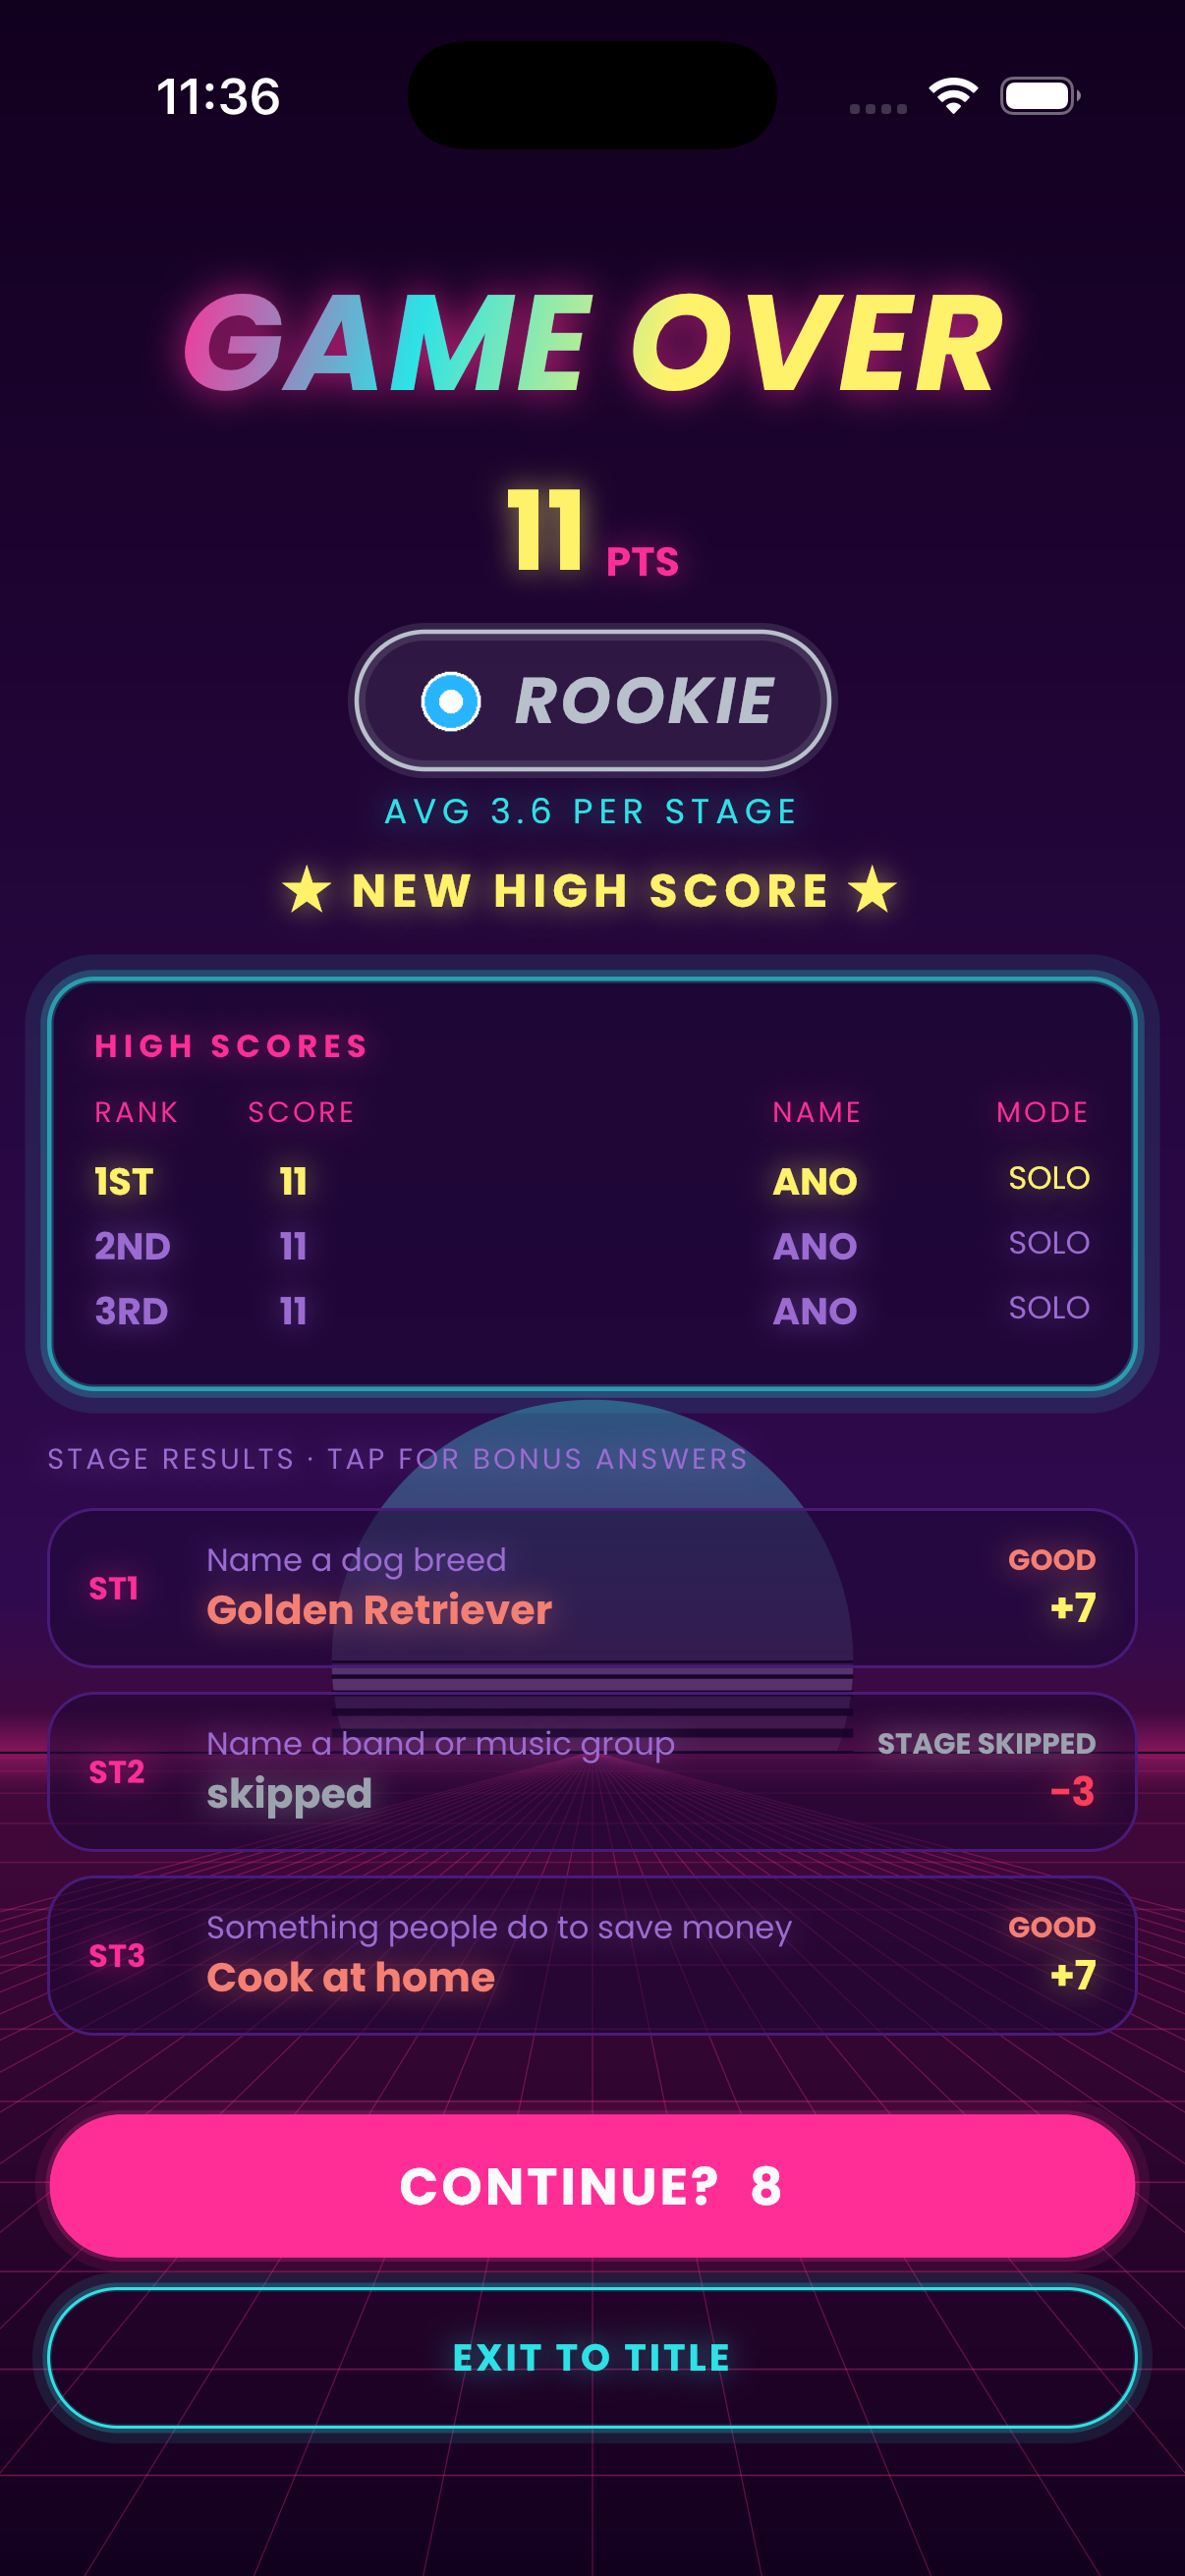 11:36
GAME OVER
11 PTS
ROOKIE
AVG 3.6 PER STAGE
★ NEW HIGH SCORE ★
HIGH SCORES
RANK SCORE NAME MODE
1ST 11 ANO SOLO
2ND 11 ANO SOLO
3RD 11 ANO SOLO
STAGE RESULTS · TAP FOR BONUS ANSWERS
ST1
Name a dog breed
Golden Retriever
GOOD
+7
ST2
Name a band or music group
skipped
STAGE SKIPPED
−3
ST3
Something people do to save money
Cook at home
GOOD
+7
CONTINUE? 8
EXIT TO TITLE